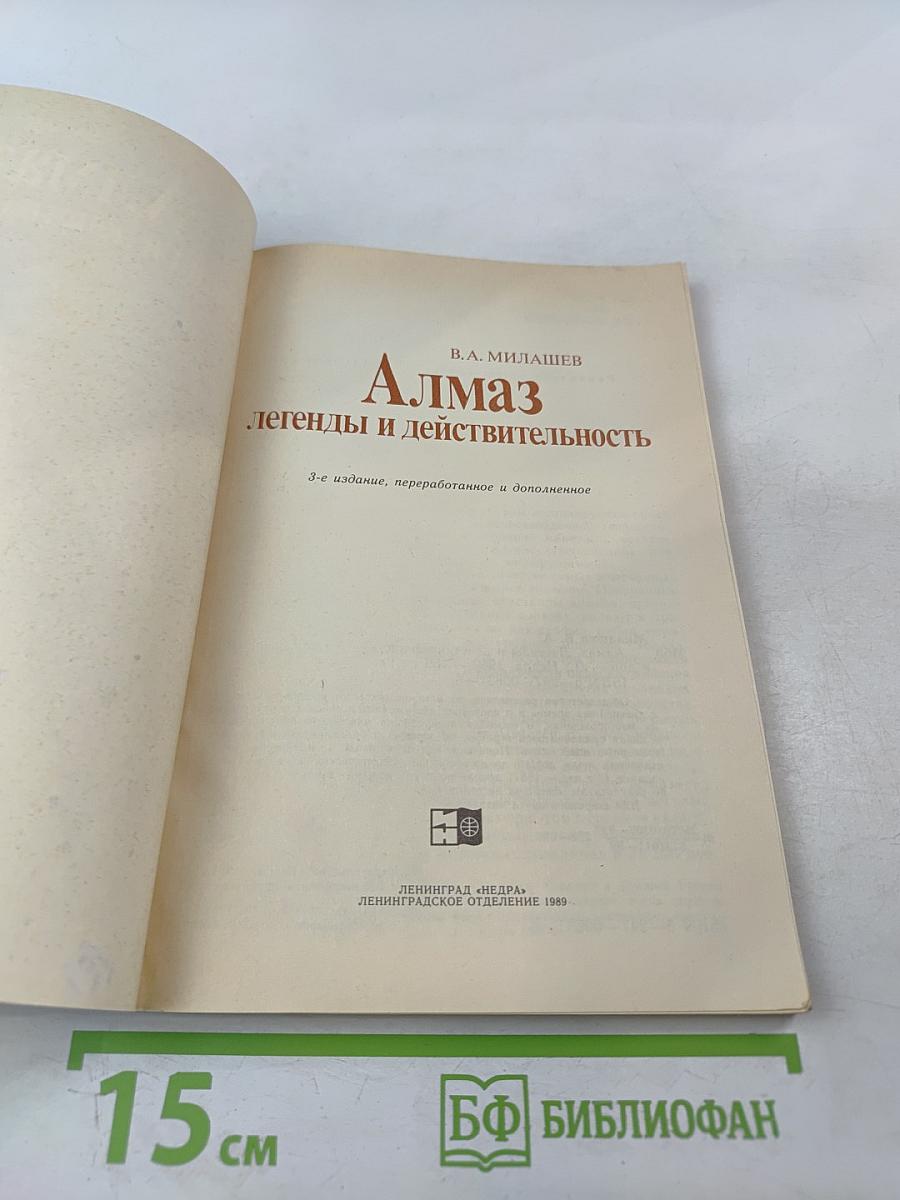 В. А. МИЛАШЕВ
Алмаз
легенды и действительность
3-е издание, переработанное и дополненное
ЛЕНИНГРАД «НЕДРА»
ЛЕНИНГРАДСКОЕ ОТДЕЛЕНИЕ 1989
15 см
БФ БИБЛИОФАН